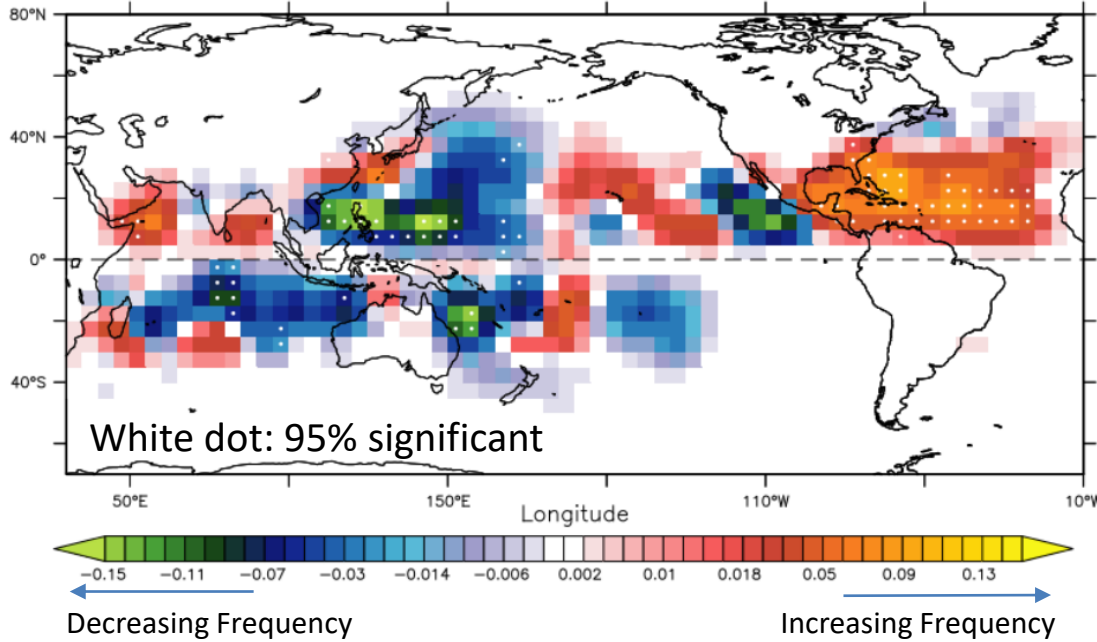 80°N
40°N
0°
40°S
White dot: 95% significant
50°E 150°E 110°W 10°W
Longitude
−0.15 −0.11 −0.07 −0.03 −0.014 −0.006 0.002 0.01 0.018 0.05 0.09 0.13
Decreasing Frequency Increasing Frequency